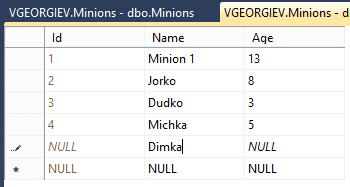 VGEORGIEV.Minions - dbo.Minions VGEORGIEV.Minions - d
Id Name Age
1 Minion 1 13
2 Jorko 8
3 Dudko 3
4 Michka 5
NULL Dimka NULL
NULL NULL NULL